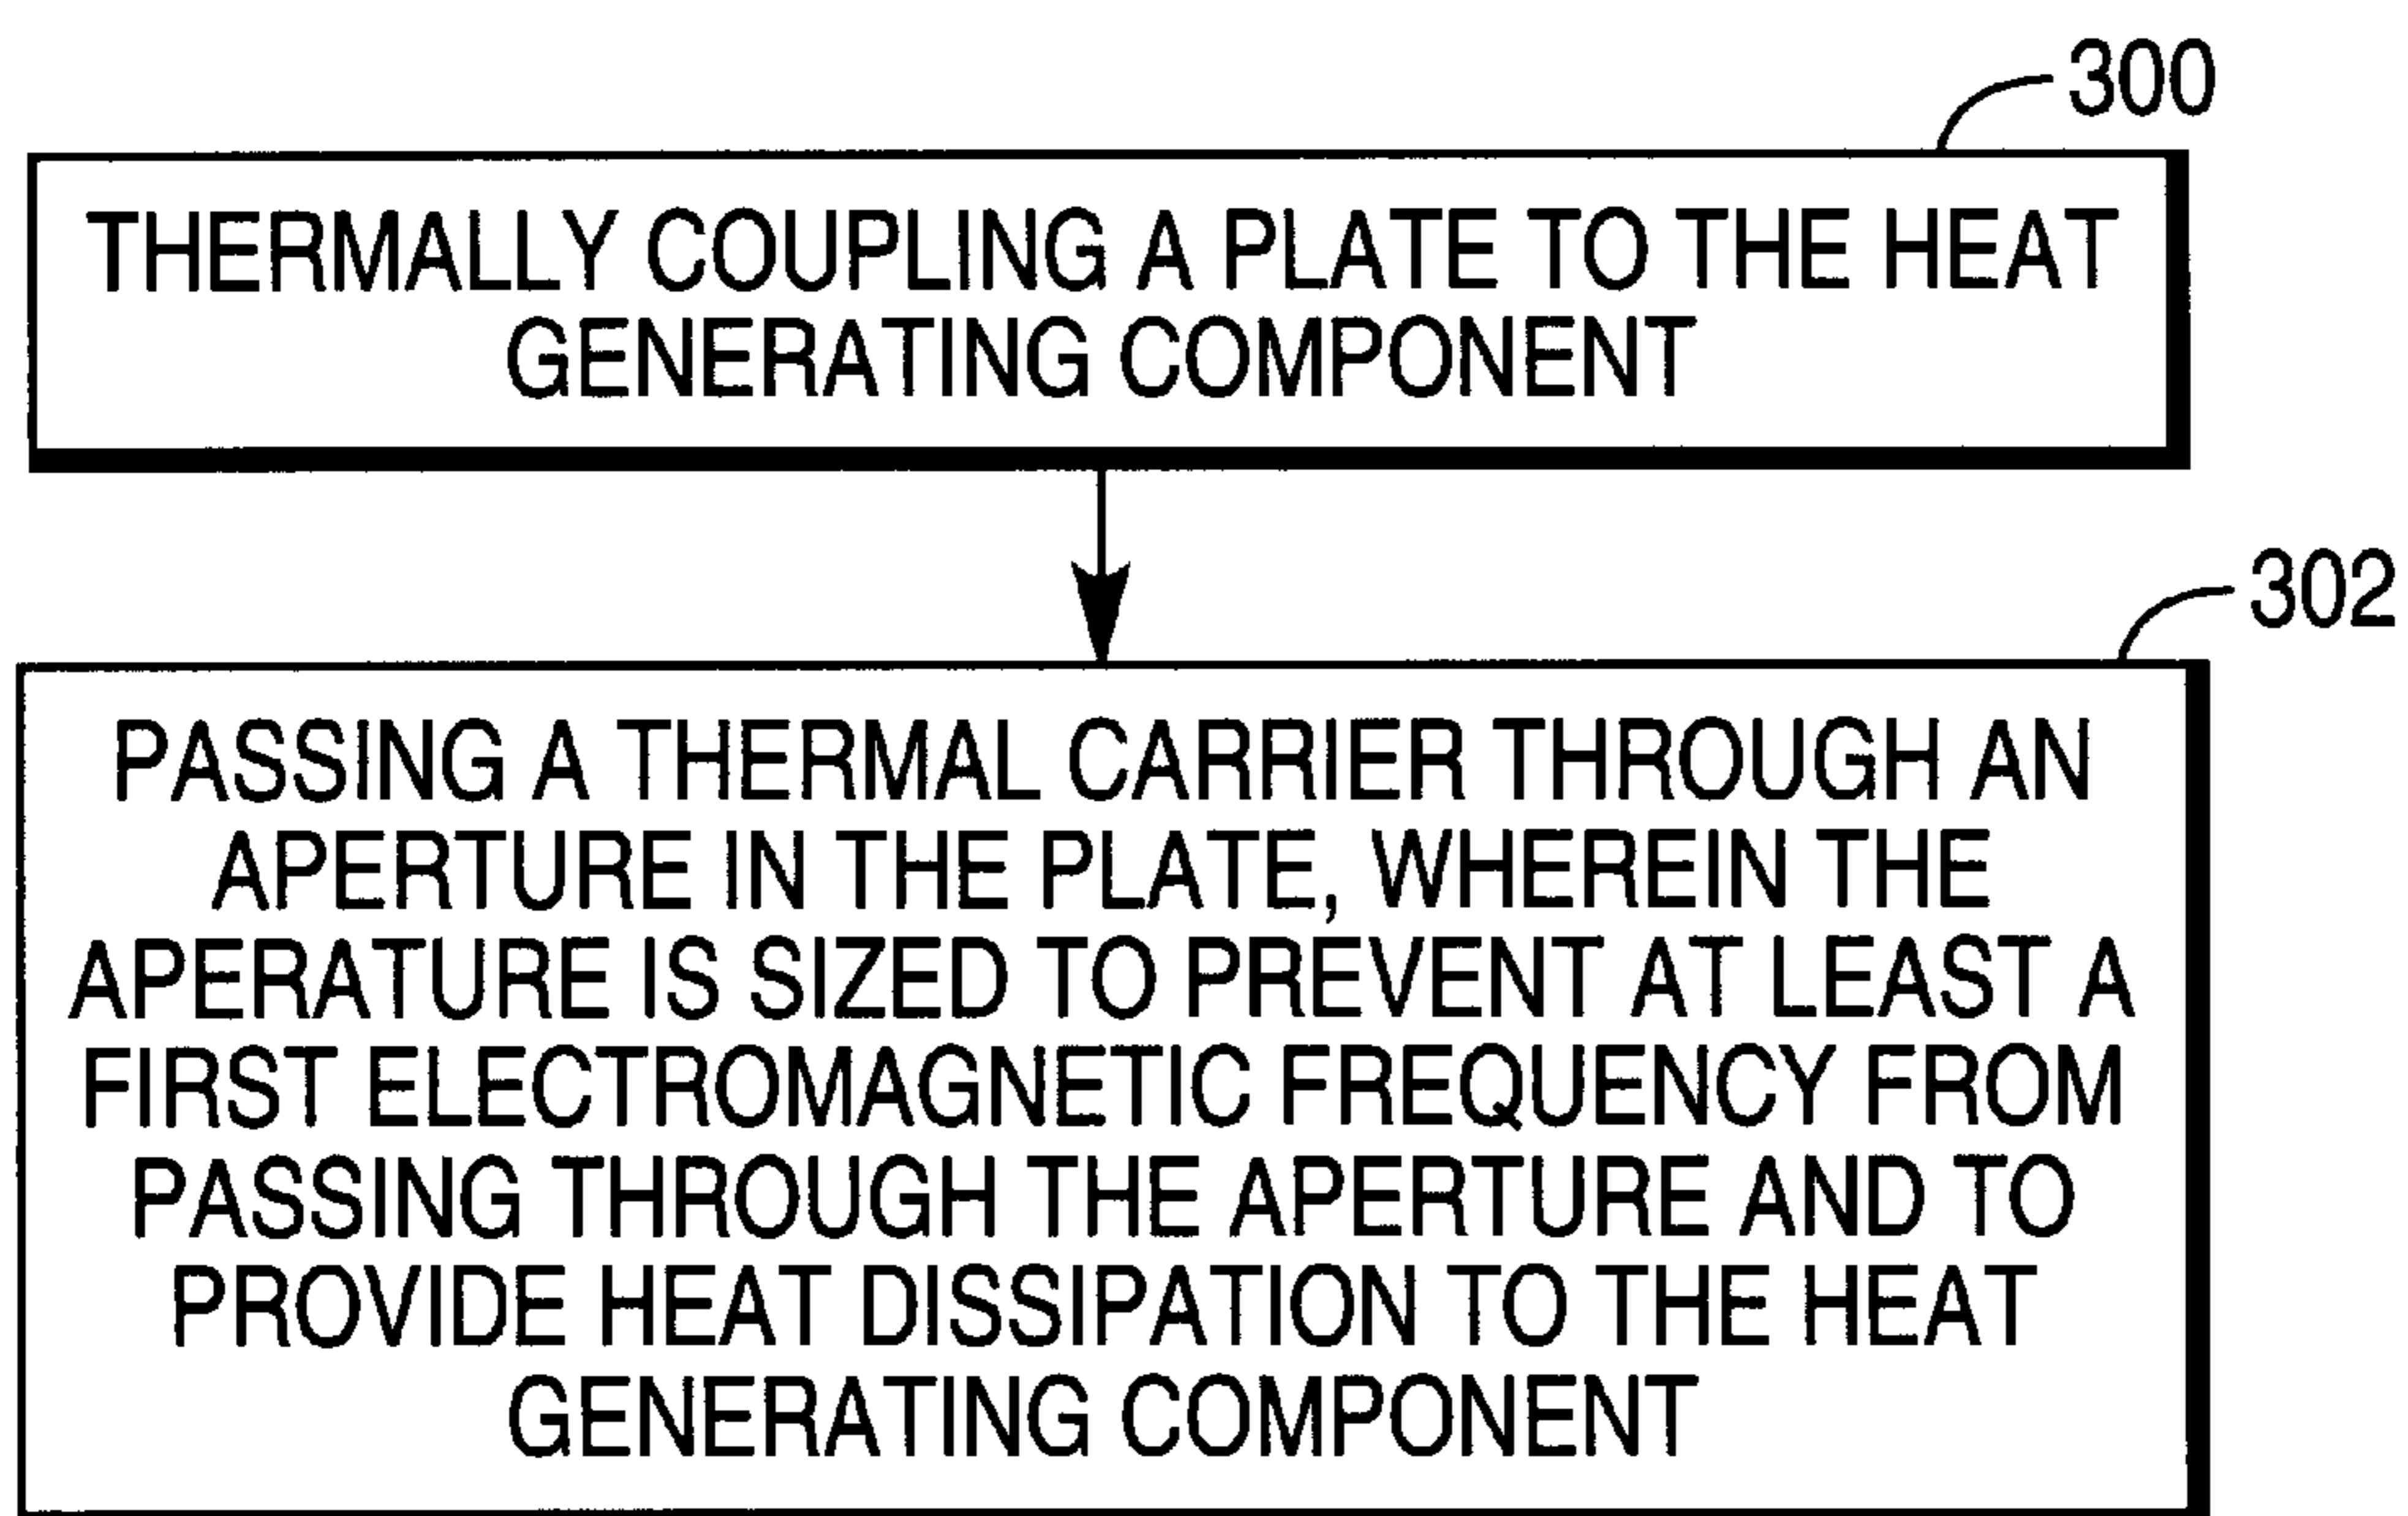 300
THERMALLY COUPLING A PLATE TO THE HEAT
GENERATING COMPONENT
302
PASSING A THERMAL CARRIER THROUGH AN
APERTURE IN THE PLATE, WHEREIN THE
APERATURE IS SIZED TO PREVENT AT LEAST A
FIRST ELECTROMAGNETIC FREQUENCY FROM
PASSING THROUGH THE APERTURE AND TO
PROVIDE HEAT DISSIPATION TO THE HEAT
GENERATING COMPONENT